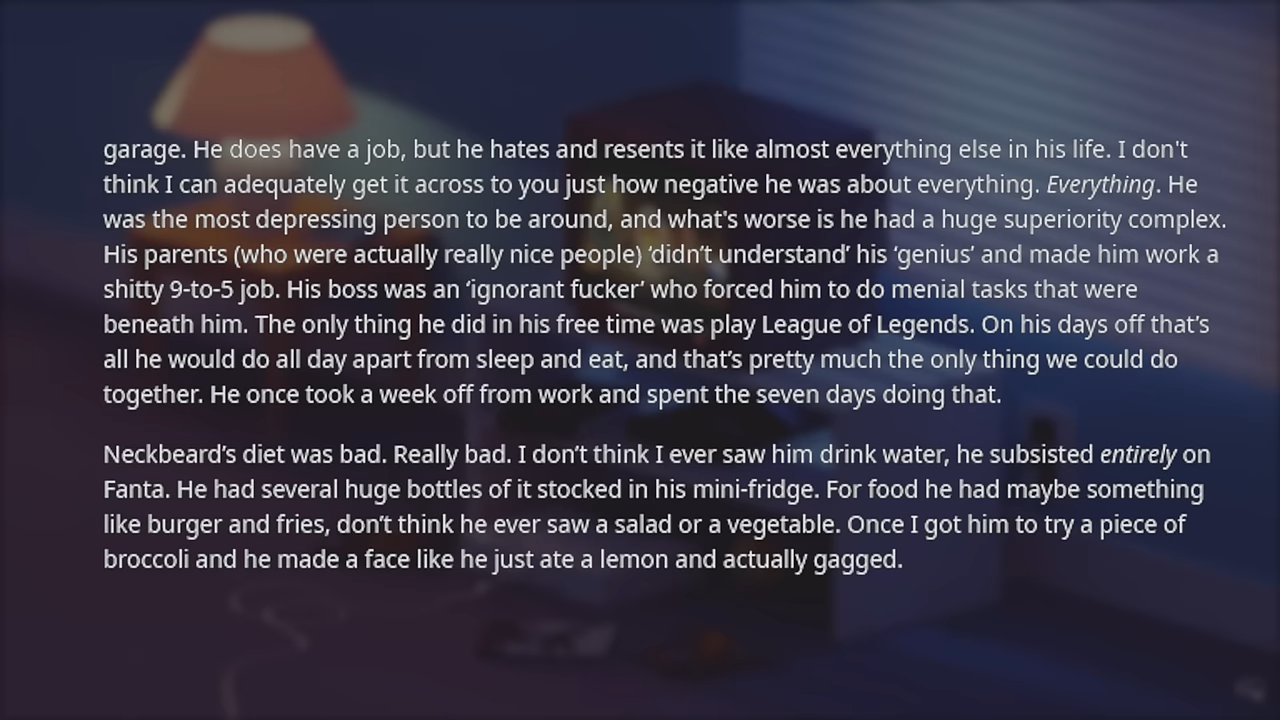 garage. He does have a job, but he hates and resents it like almost everything else in his life. I don't
think I can adequately get it across to you just how negative he was about everything. Everything. He
was the most depressing person to be around, and what's worse is he had a huge superiority complex.
His parents (who were actually really nice people) ‘didn’t understand’ his ‘genius’ and made him work a
shitty 9-to-5 job. His boss was an ‘ignorant fucker’ who forced him to do menial tasks that were
beneath him. The only thing he did in his free time was play League of Legends. On his days off that’s
all he would do all day apart from sleep and eat, and that’s pretty much the only thing we could do
together. He once took a week off from work and spent the seven days doing that.
Neckbeard’s diet was bad. Really bad. I don’t think I ever saw him drink water, he subsisted entirely on
Fanta. He had several huge bottles of it stocked in his mini-fridge. For food he had maybe something
like burger and fries, don’t think he ever saw a salad or a vegetable. Once I got him to try a piece of
broccoli and he made a face like he just ate a lemon and actually gagged.